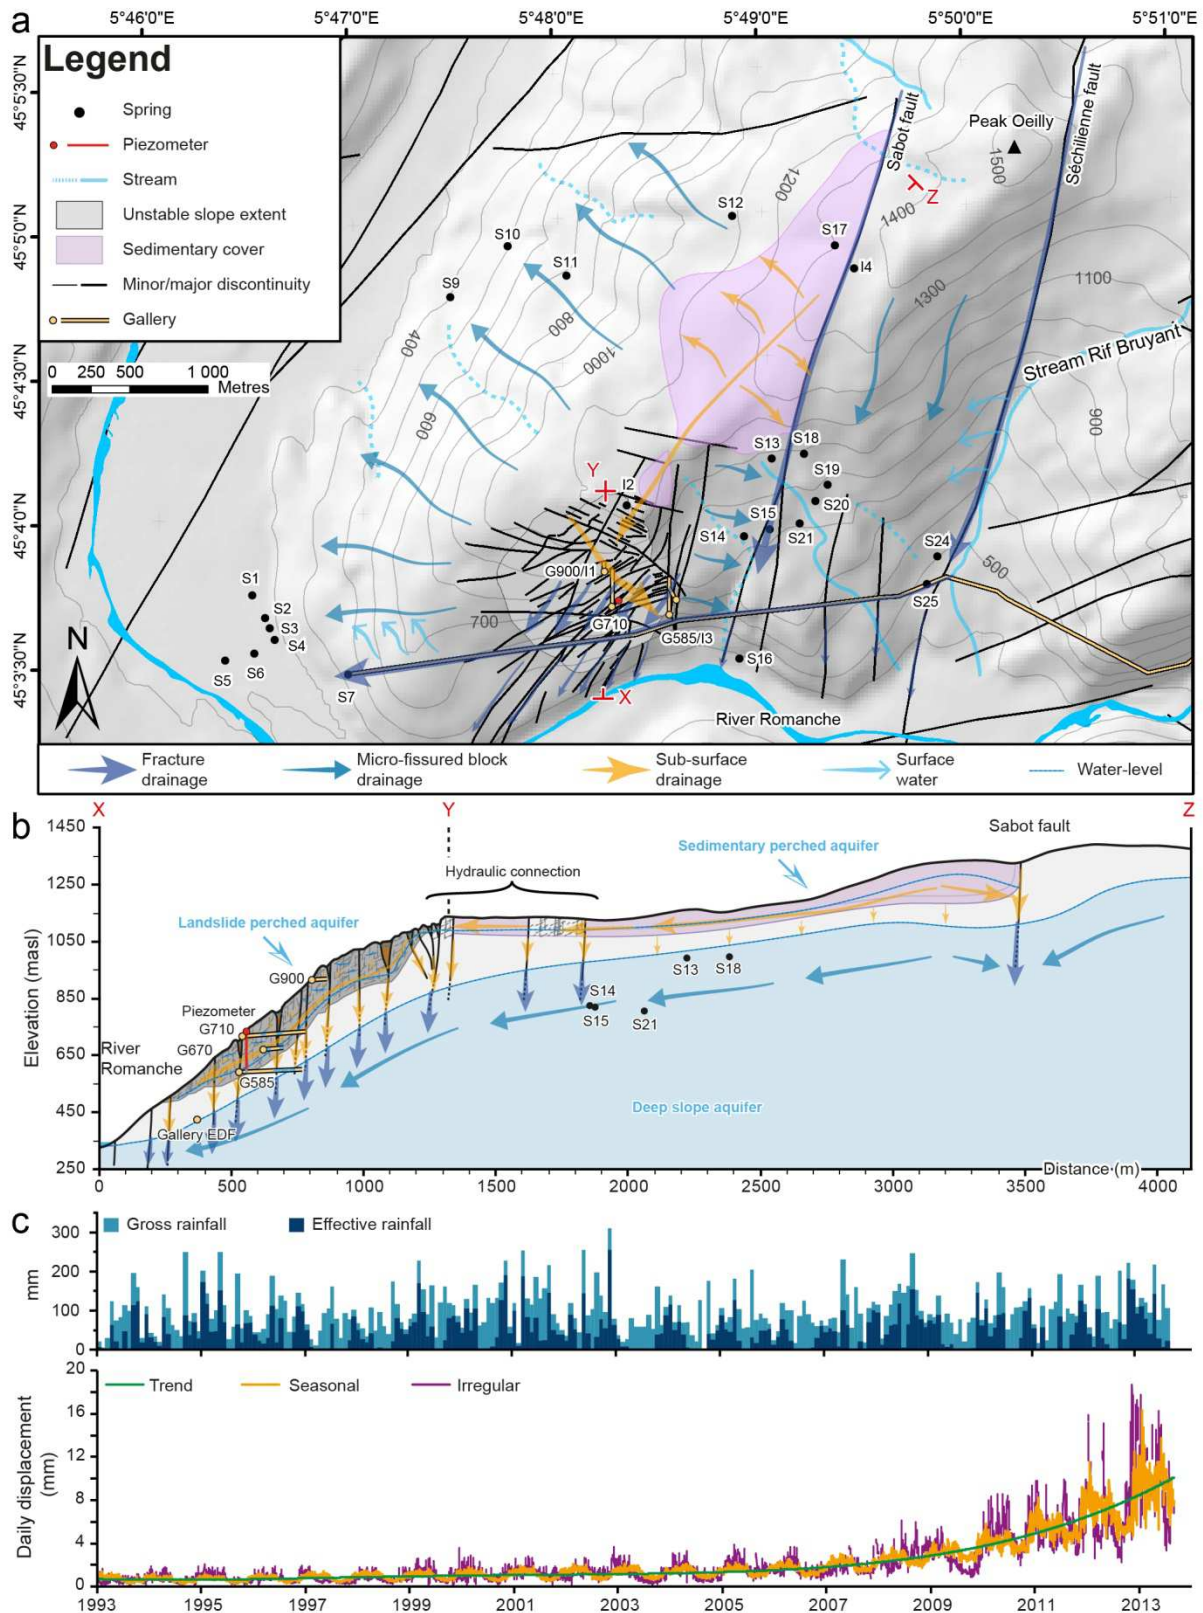 a
5°46'0"E 5°47'0"E 5°48'0"E 5°49'0"E 5°50'0"E 5°51'0"E
45°5'30"N
45°5'0"N
45°4'30"N
45°4'0"N
45°3'30"N
Legend
Spring
Piezometer
Stream
Unstable slope extent
Sedimentary cover
Minor/major discontinuity
Gallery
0 250 500 1 000
Metres
Sabot fault
Séchilienne fault
Peak Oeilly
1500
Z
1200
1400
S12
S17
I4
S10
S11
S9
1300
1100
400
800
1000
600
Stream Rif Bruyant
900
S13
S18
S19
S20
Y
I2
S15
S21
S14
S24
S25
500
G900/I1
G710
G585/I3
700
S1
S2
S3
S4
S5
S6
S7
N
S16
X
River Romanche
Fracture
drainage
Micro-fissured block
drainage
Sub-surface
drainage
Surface
water
Water-level
X Y Z
b
1450
1250
1050
850
650
450
250
Elevation (masl)
Sabot fault
Sedimentary perched aquifer
Hydraulic connection
Landslide perched aquifer
G900
S13
S18
S14
S15
S21
Piezometer
G710
G670
G585
River
Romanche
Gallery EDF
Deep slope aquifer
Distance (m)
0 500 1000 1500 2000 2500 3000 3500 4000
c
Gross rainfall
Effective rainfall
300
200
100
0
mm
20
16
12
8
4
0
Daily displacement
(mm)
Trend
Seasonal
Irregular
1993 1995 1997 1999 2001 2003 2005 2007 2009 2011 2013